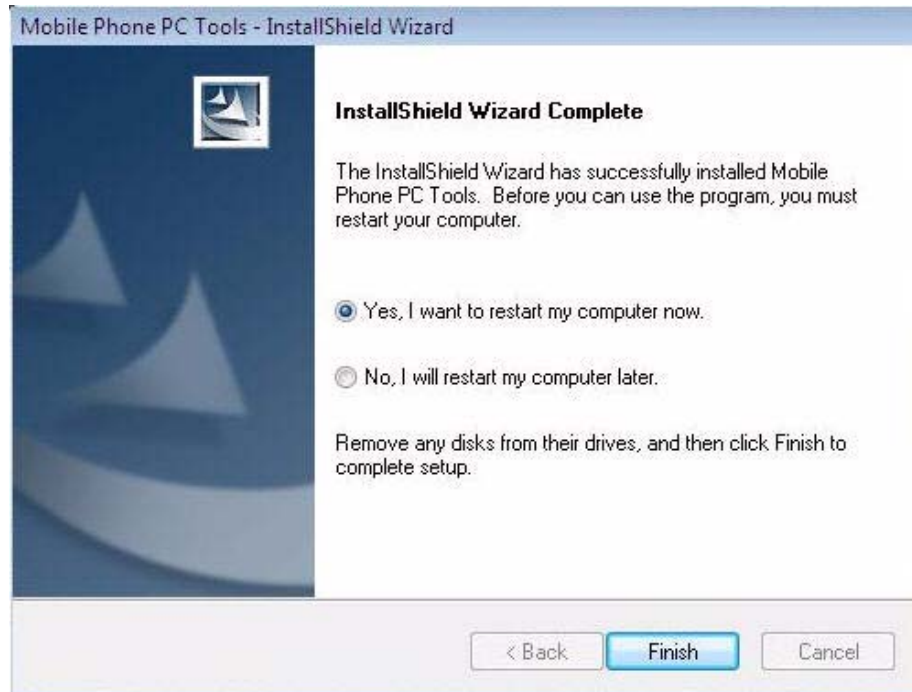 Mobile Phone PC Tools - InstallShield Wizard
InstallShield Wizard Complete
The InstallShield Wizard has successfully installed Mobile
Phone PC Tools. Before you can use the program, you must
restart your computer.
Yes, I want to restart my computer now.
No, I will restart my computer later.
Remove any disks from their drives, and then click Finish to
complete setup.
< Back
Finish
Cancel